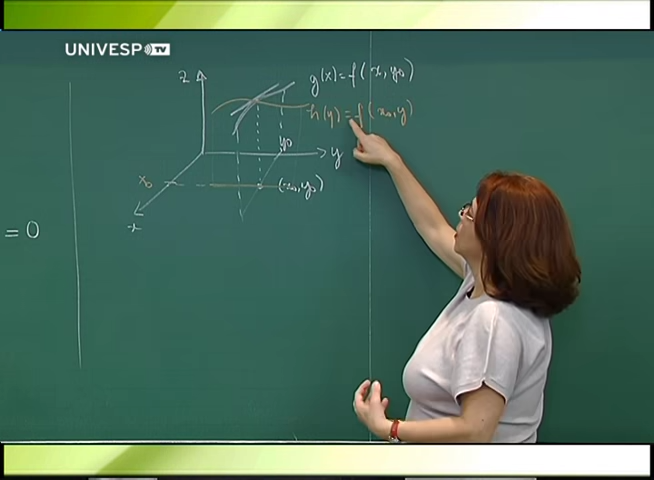 UNIVESP TV
z
g(x) = f(x, y0)
h(y) = f(x0, y)
y0
y
x0
(x0, y0)
x
= 0